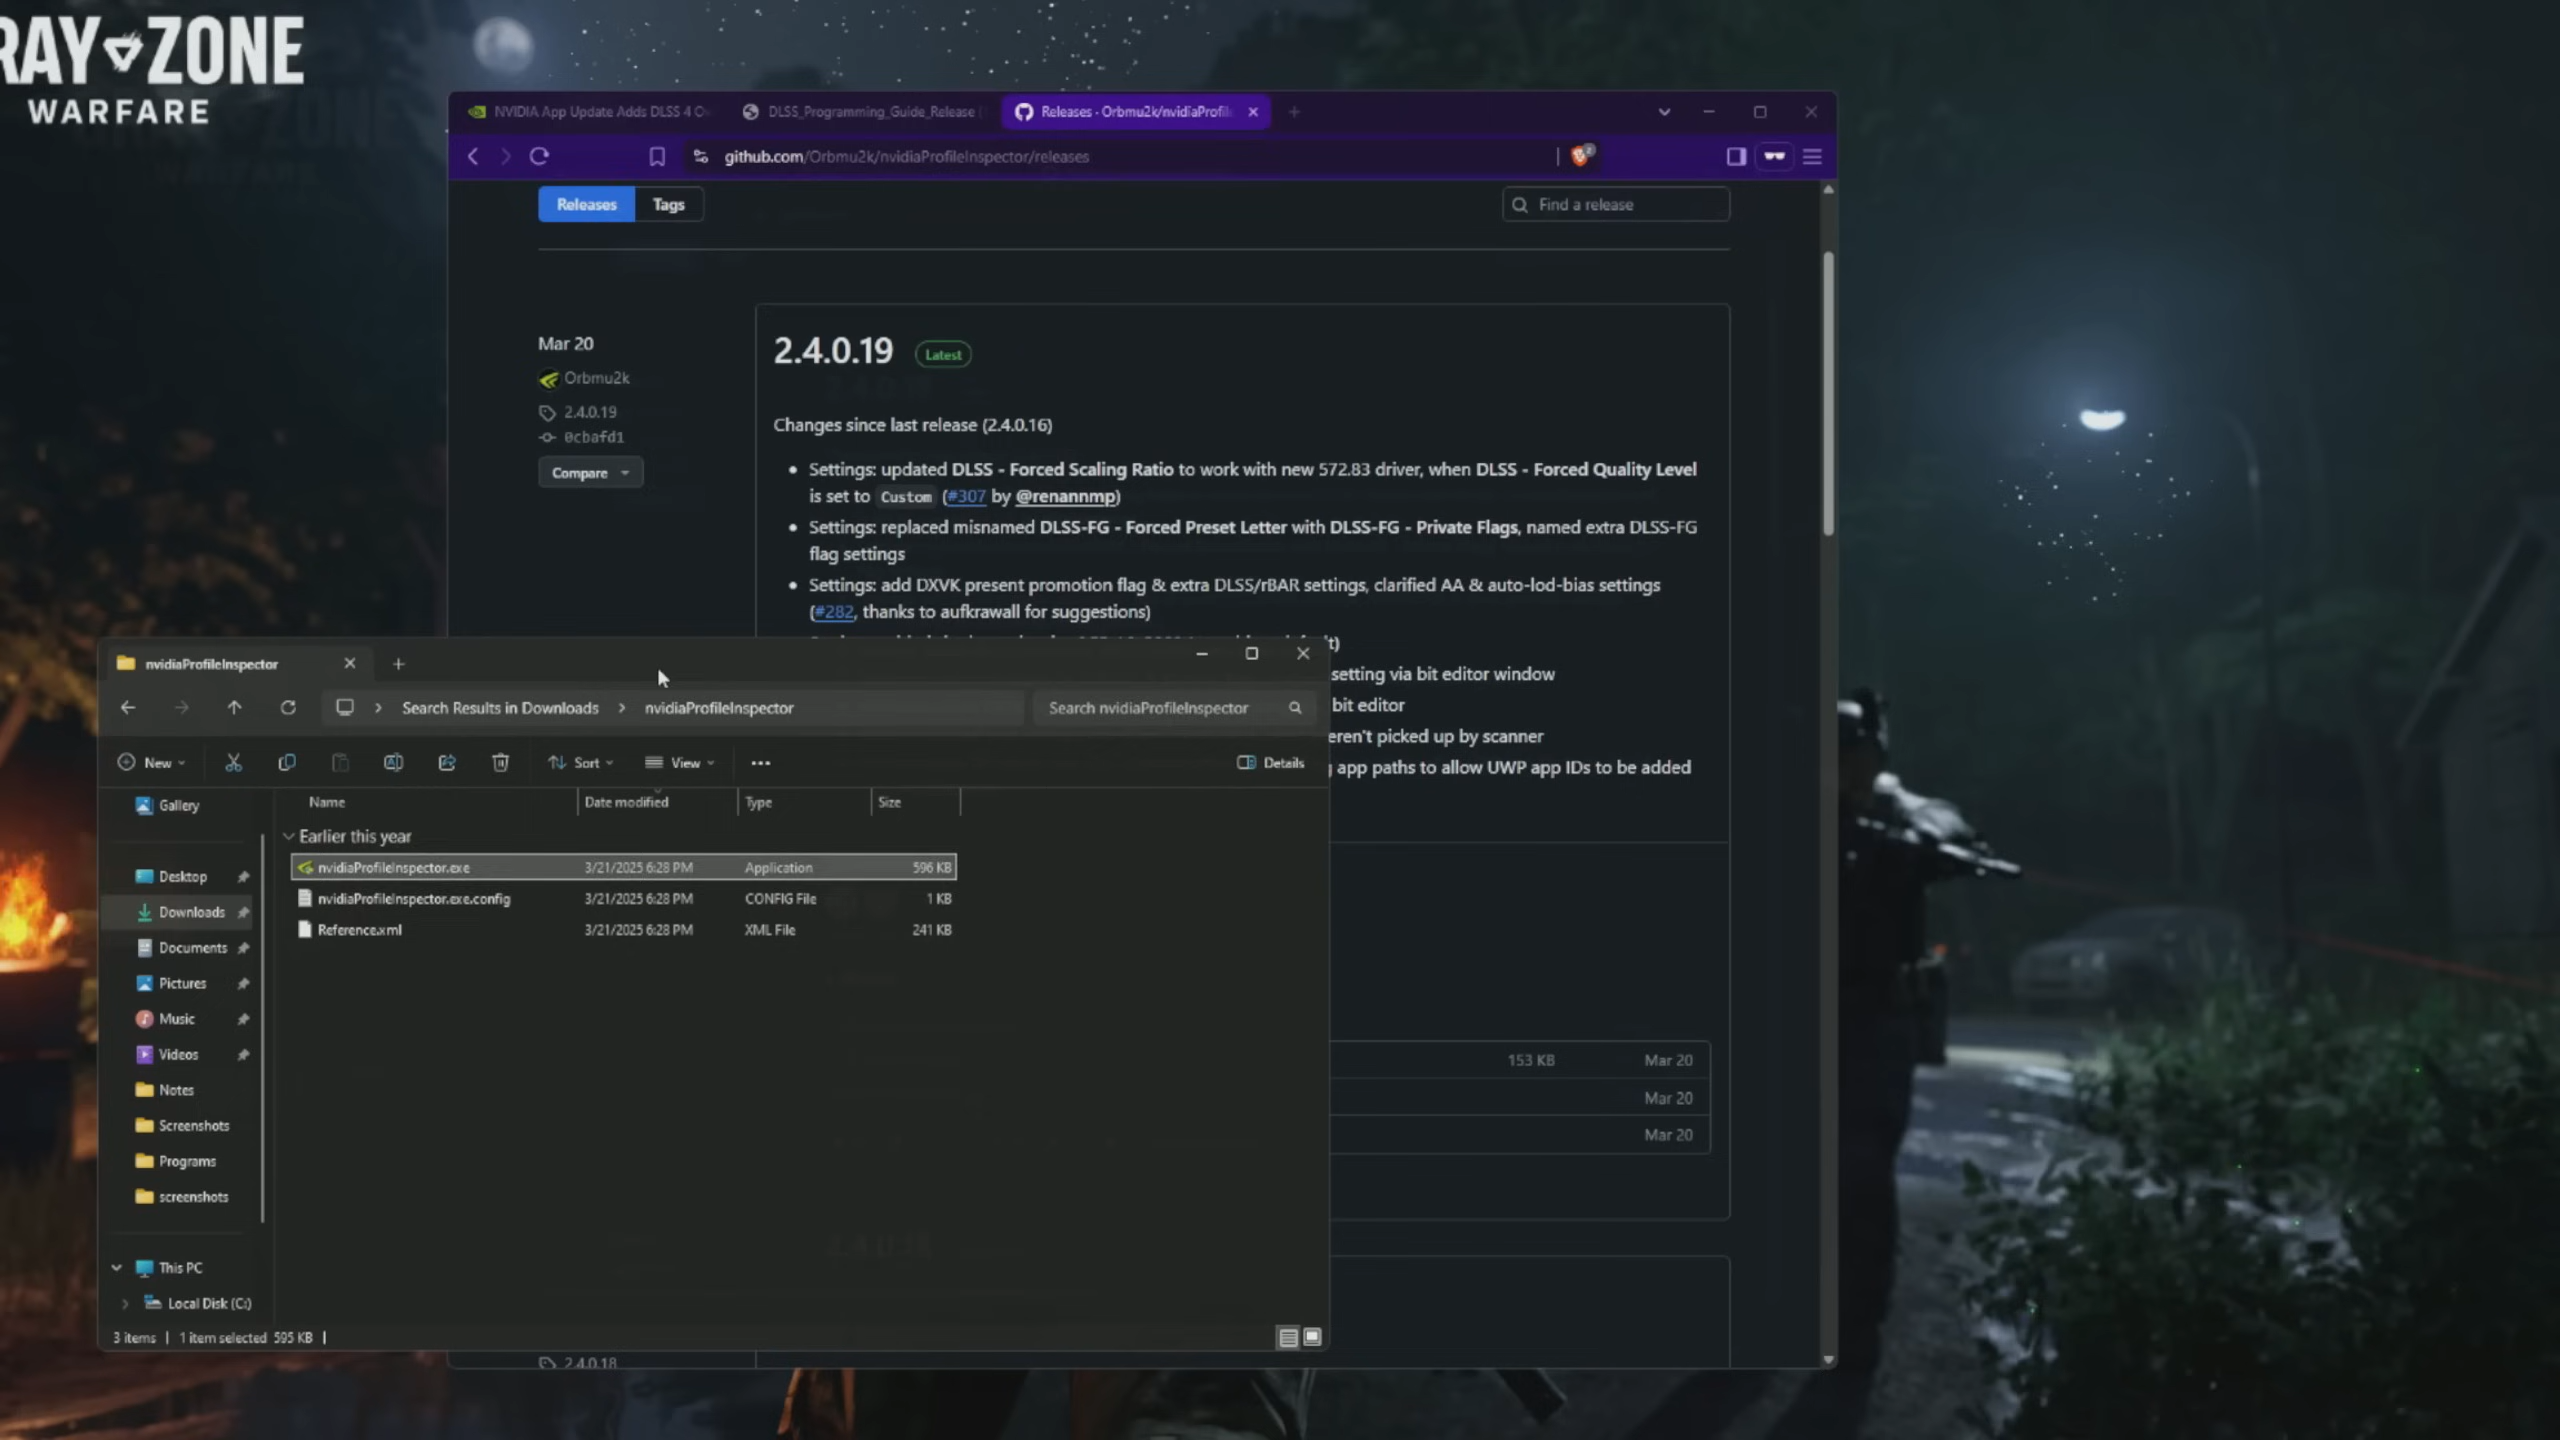 RAY ZONE
WARFARE
NVIDIA App Update Adds DLSS 4 O
DLSS_Programming_Guide_Release (
Releases · Orbmu2k/nvidiaProfil
github.com/Orbmu2k/nvidiaProfileInspector/releases
2
Releases
Tags
Find a release
Mar 20
Orbmu2k
2.4.0.19
0cbafd1
Compare
2.4.0.19
Latest
Changes since last release (2.4.0.16)
Settings: updated DLSS - Forced Scaling Ratio to work with new 572.83 driver, when DLSS - Forced Quality Level
is set to Custom (#307 by @renannmp)
Settings: replaced misnamed DLSS-FG - Forced Preset Letter with DLSS-FG - Private Flags, named extra DLSS-FG
flag settings
Settings: add DXVK present promotion flag & extra DLSS/rBAR settings, clarified AA & auto-lod-bias settings
(#282, thanks to aufkrawall for suggestions)
t)
setting via bit editor window
bit editor
eren't picked up by scanner
app paths to allow UWP app IDs to be added
153 KB
Mar 20
Mar 20
Mar 20
2.4.0.18
nvidiaProfileInspector
Search Results in Downloads
nvidiaProfileInspector
Search nvidiaProfileInspector
New
Sort
View
Details
Gallery
Desktop
Downloads
Documents
Pictures
Music
Videos
Notes
Screenshots
Programs
screenshots
This PC
Local Disk (C:)
Name Date modified Type Size
Earlier this year
nvidiaProfileInspector.exe 3/21/2025 6:28 PM Application 596 KB
nvidiaProfileInspector.exe.config 3/21/2025 6:28 PM CONFIG File 1 KB
Reference.xml 3/21/2025 6:28 PM XML File 241 KB
3 items | 1 item selected 595 KB |